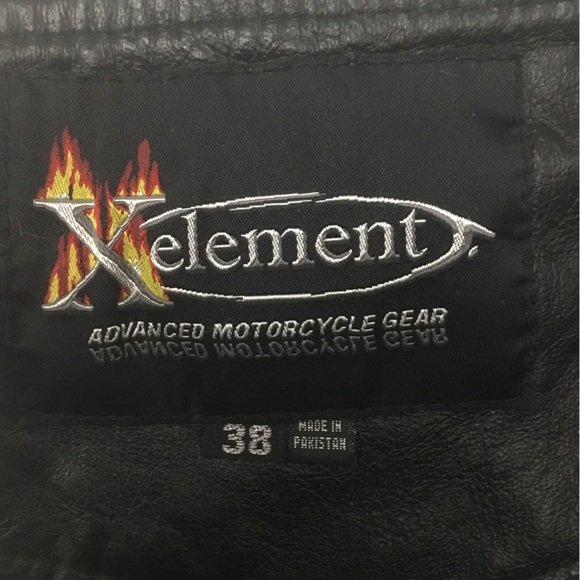 Xelement
ADVANCED MOTORCYCLE GEAR
ADVANCED MOTORCYCLE GEAR
38
MADE IN
PAKISTAN